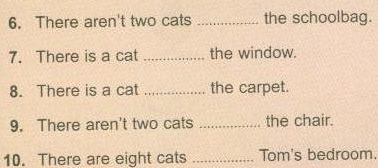 6. There aren't two cats .............. the schoolbag.
7. There is a cat .............. the window.
8. There is a cat .............. the carpet.
9. There aren't two cats .............. the chair.
10. There are eight cats .............. Tom's bedroom.